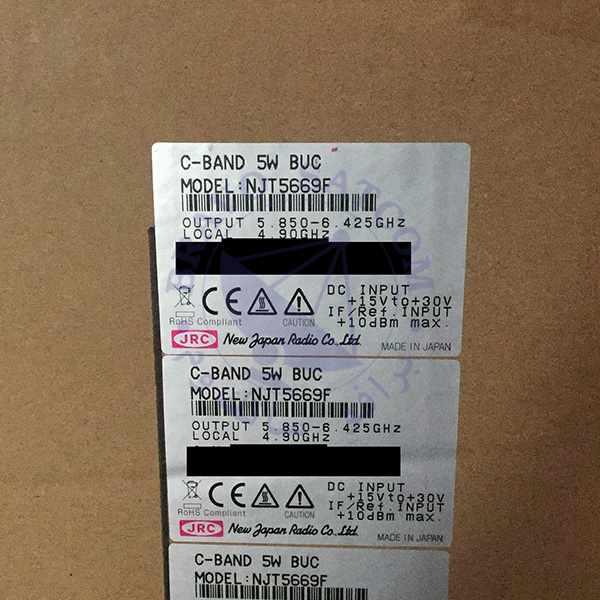 C-BAND 5W BUC
MODEL:NJT5669F
OUTPUT 5.850-6.425GHz
LOCAL 4.90GHz
DC INPUT
+15Vto+30V
IF/Ref.INPUT
+10dBm max.
RoHS Compliant
CAUTION
JRC New Japan Radio Co.,Ltd.
MADE IN JAPAN
C-BAND 5W BUC
MODEL:NJT5669F
OUTPUT 5.850-6.425GHz
LOCAL 4.90GHz
DC INPUT
+15Vto+30V
IF/Ref.INPUT
+10dBm max.
RoHS Compliant
CAUTION
JRC New Japan Radio Co.,Ltd.
MADE IN JAPAN
C-BAND 5W BUC
MODEL:NJT5669F